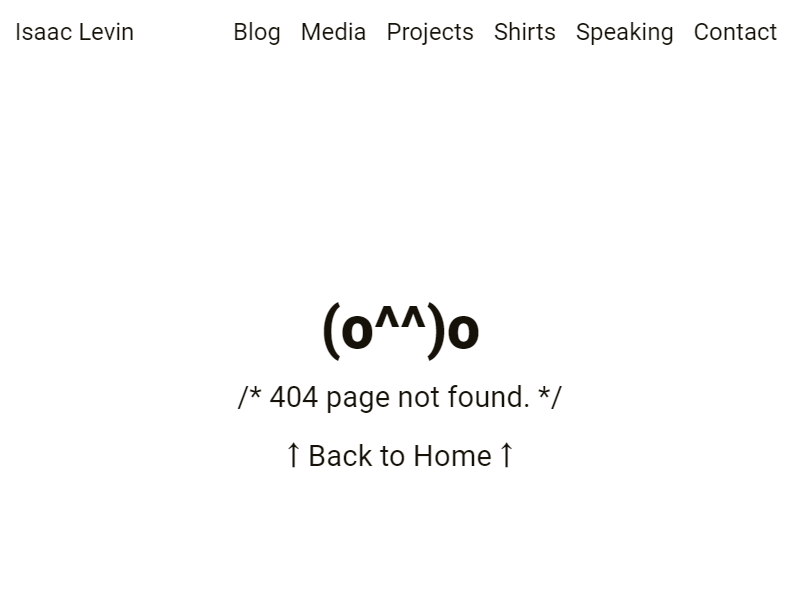 Isaac Levin Blog Media Projects Shirts Speaking Contact
(o^^)o
/* 404 page not found. */
↑ Back to Home ↑